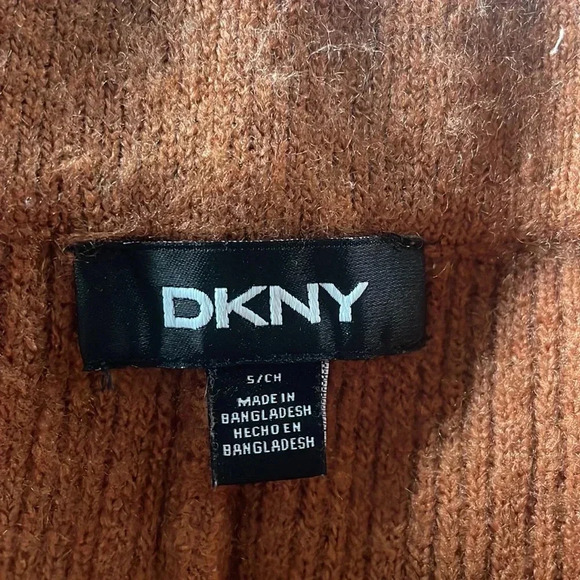 DKNY
S/CH
MADE IN
BANGLADESH
HECHO EN
BANGLADESH